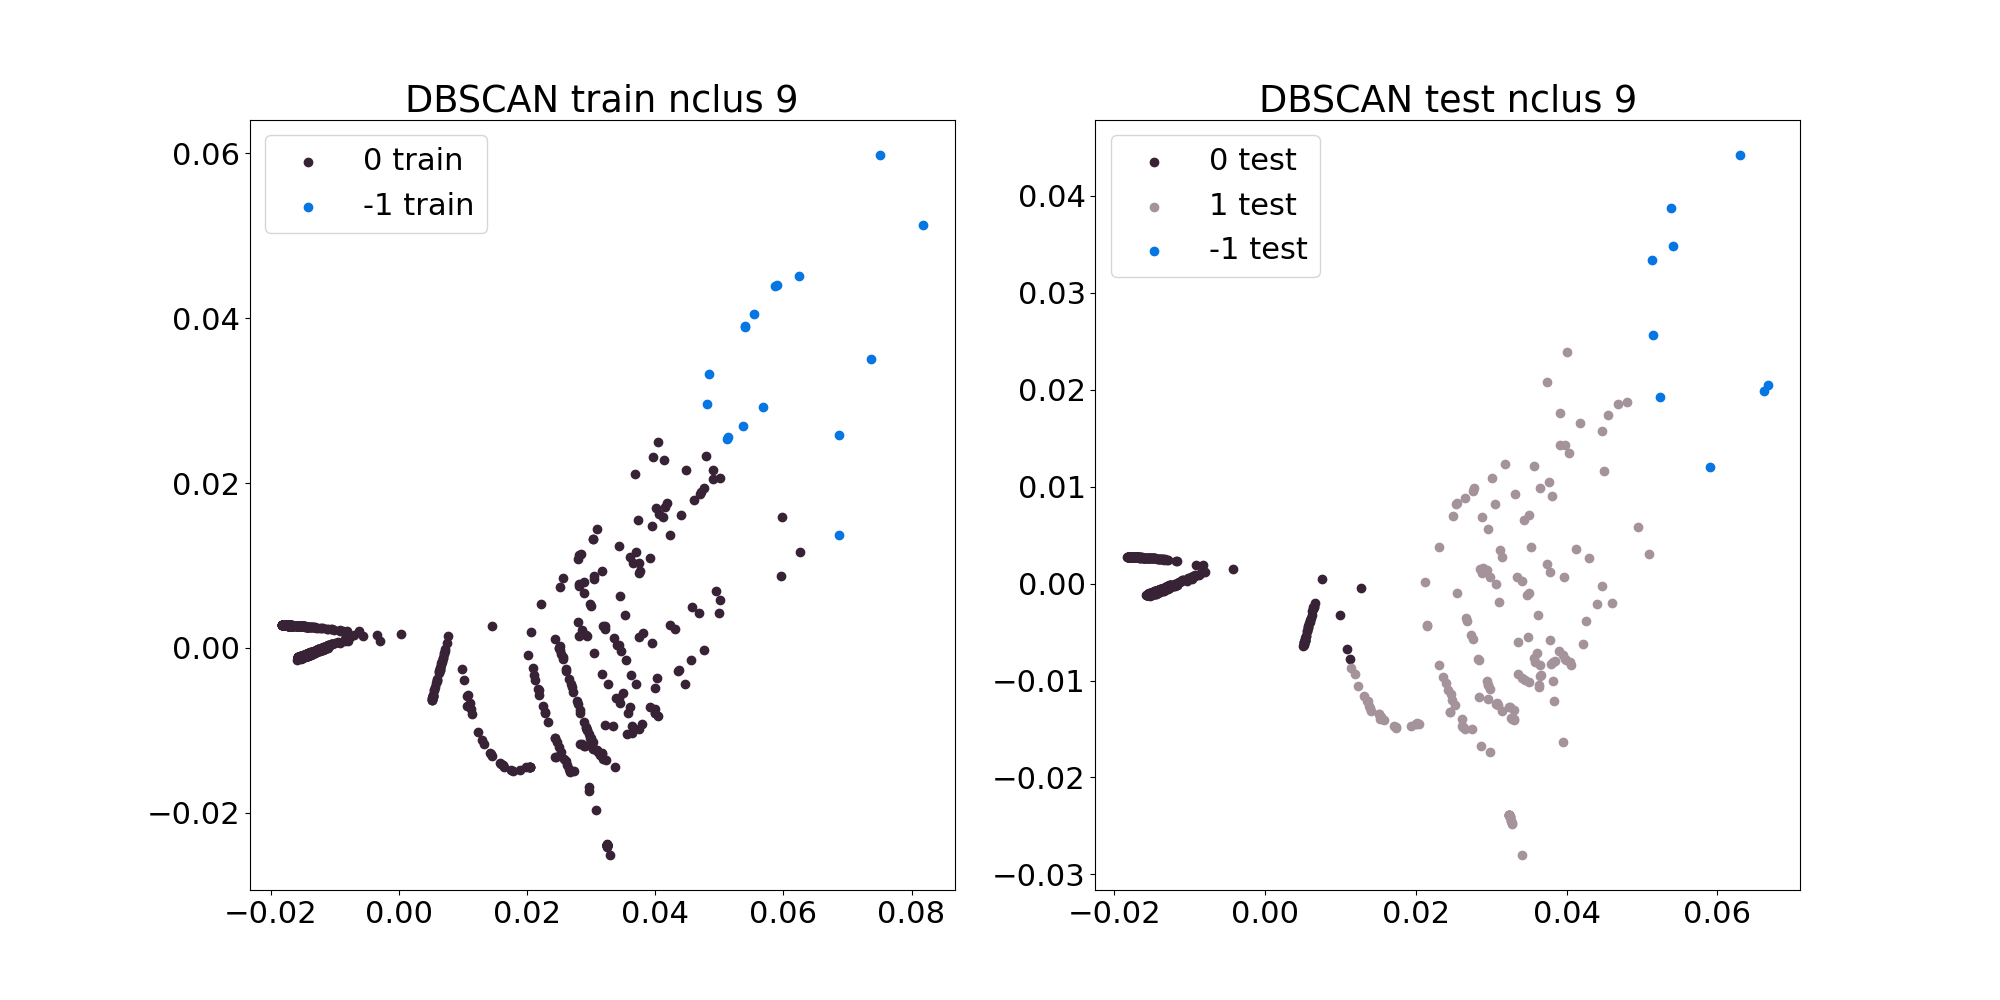 DBSCAN train nclus 9
0 train
-1 train
0.06
0.04
0.02
0.00
−0.02
−0.02 0.00 0.02 0.04 0.06 0.08
DBSCAN test nclus 9
0 test
1 test
-1 test
0.04
0.03
0.02
0.01
0.00
−0.01
−0.02
−0.03
−0.02 0.00 0.02 0.04 0.06